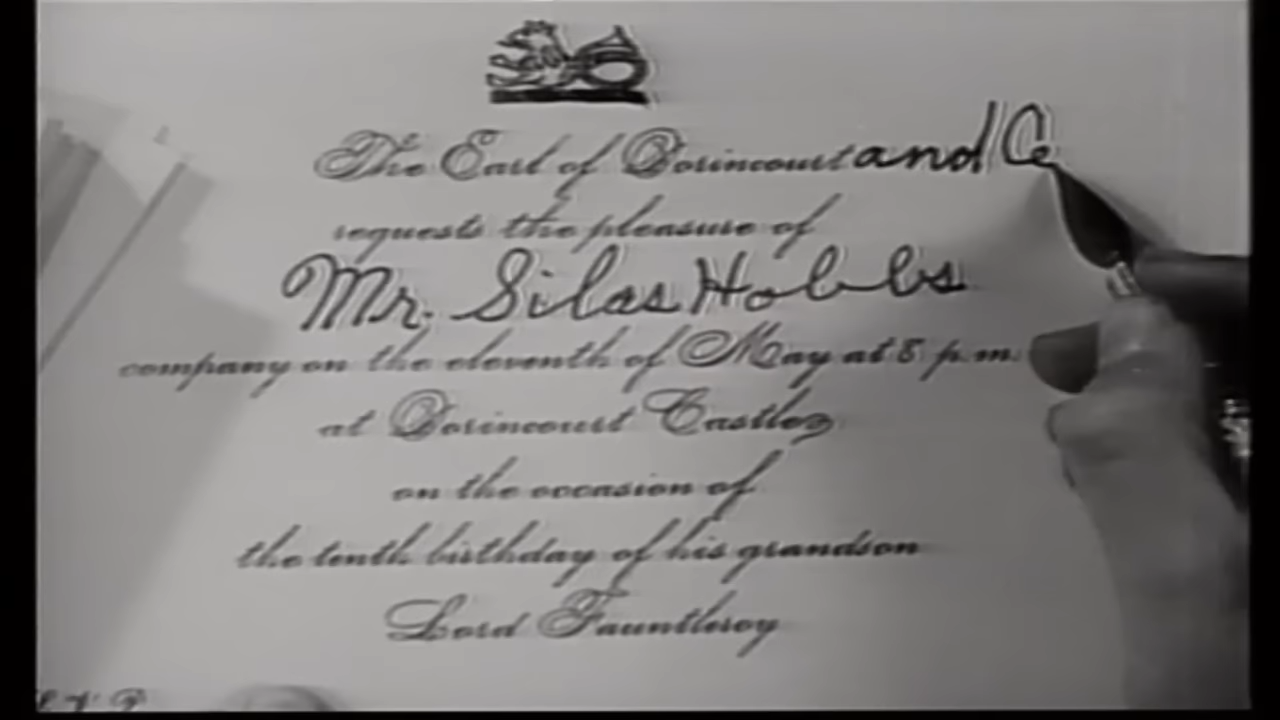 The Earl of Dorincourt and Ce
requests the pleasure of
Mr. Silas Hobbs
company on the eleventh of May at 8 p.m.
at Dorincourt Castle
on the occasion of
the tenth birthday of his grandson
Lord Fauntleroy